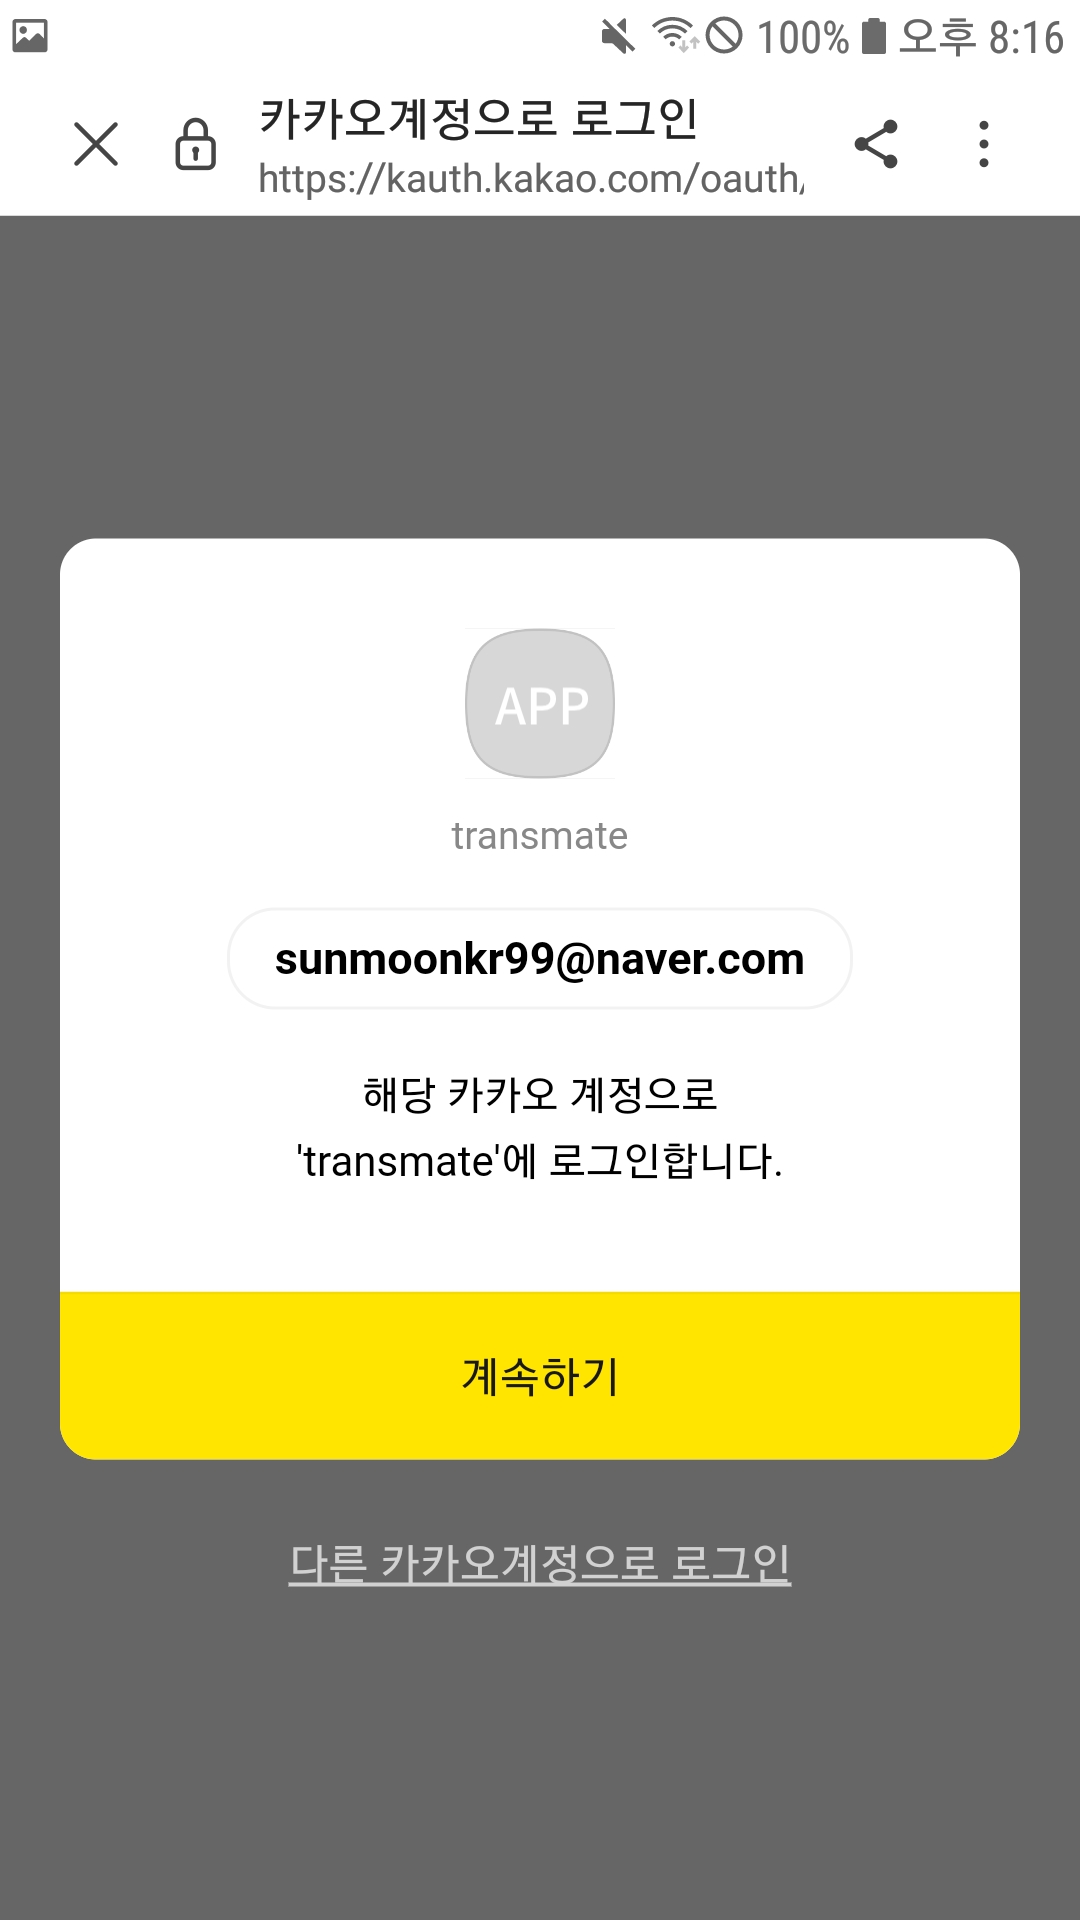 100% 오후 8:16
카카오계정으로 로그인
https://kauth.kakao.com/oauth/
APP
transmate
sunmoonkr99@naver.com
해당 카카오 계정으로
'transmate'에 로그인합니다.
계속하기
다른 카카오계정으로 로그인